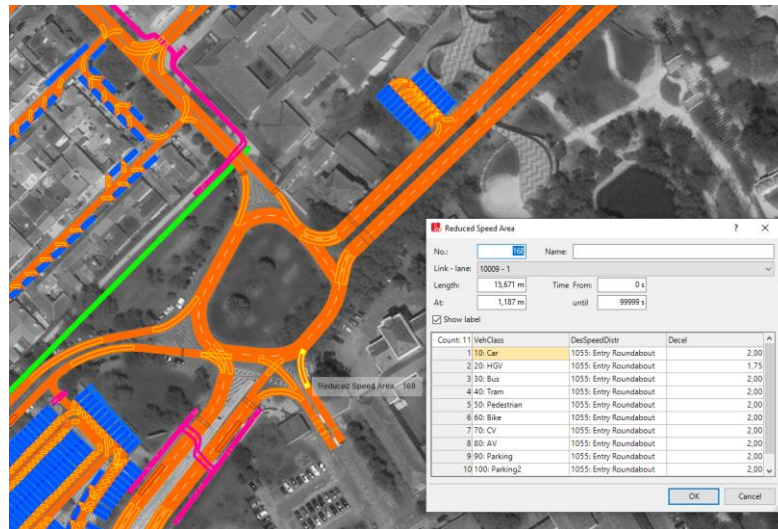 Reduced Speed Area
? ×
No.: 168 Name:
Link - lane: 10009 - 1
Length: 15,671 m Time From: 0 s
At: 1,187 m until 99999 s
Show label
Count: 11 VehClass DesSpeedDistr Decel
1 10: Car 1055: Entry Roundabout 2,00
2 20: HGV 1055: Entry Roundabout 1,75
3 30: Bus 1055: Entry Roundabout 2,00
4 40: Tram 1055: Entry Roundabout 2,00
5 50: Pedestrian 1055: Entry Roundabout 2,00
6 60: Bike 1055: Entry Roundabout 2,00
7 70: CV 1055: Entry Roundabout 2,00
8 80: AV 1055: Entry Roundabout 2,00
9 90: Parking 1055: Entry Roundabout 2,00
10 100: Parking2 1055: Entry Roundabout 2,00
Reduced Speed Area 168
OK Cancel